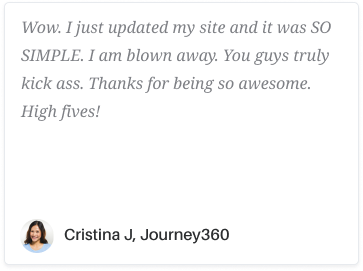 Wow. I just updated my site and it was SO
SIMPLE. I am blown away. You guys truly
kick ass. Thanks for being so awesome.
High fives!
Cristina J, Journey360